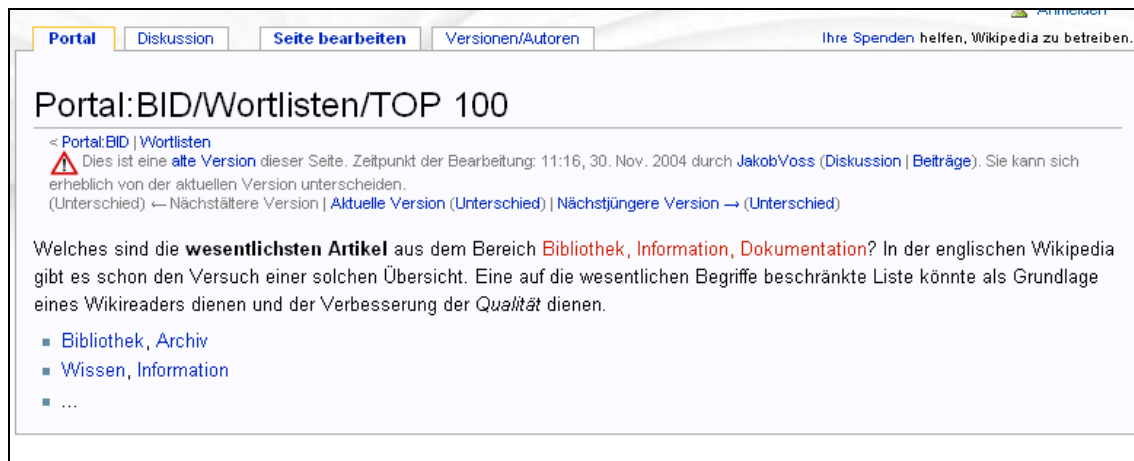 Anmelden
Portal Diskussion Seite bearbeiten Versionen/Autoren Ihre Spenden helfen, Wikipedia zu betreiben.
Portal:BID/Wortlisten/TOP 100
< Portal:BID | Wortlisten
Dies ist eine alte Version dieser Seite. Zeitpunkt der Bearbeitung: 11:16, 30. Nov. 2004 durch JakobVoss (Diskussion | Beiträge). Sie kann sich
erheblich von der aktuellen Version unterscheiden.
(Unterschied) ← Nächstältere Version | Aktuelle Version (Unterschied) | Nächstjüngere Version → (Unterschied)
Welches sind die wesentlichsten Artikel aus dem Bereich Bibliothek, Information, Dokumentation? In der englischen Wikipedia
gibt es schon den Versuch einer solchen Übersicht. Eine auf die wesentlichen Begriffe beschränkte Liste könnte als Grundlage
eines Wikireaders dienen und der Verbesserung der Qualität dienen.
Bibliothek, Archiv
Wissen, Information
...